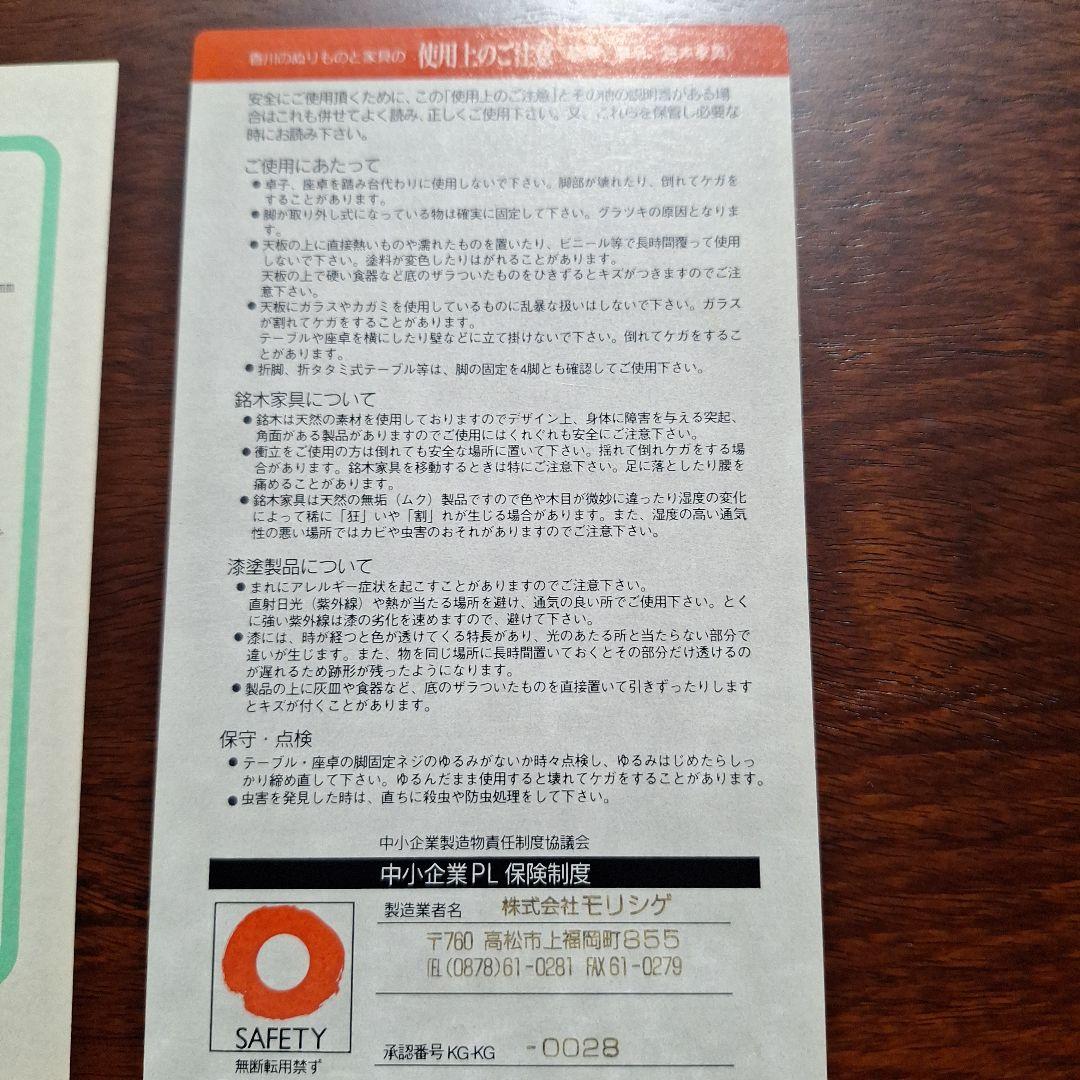 香川のぬりものと家具の 使用上のご注意
安全にご使用頂くために、この「使用上のご注意」とその他の説明書がある場
合はこれも併せてよく読み、正しくご使用下さい。又、これらを保管し必要な
時にお読み下さい。
ご使用にあたって
●卓子、座卓を踏み台代わりに使用しないで下さい。脚部が壊れたり、倒れてケガを
することがあります。
●脚が取り外し式になっている物は確実に固定して下さい。グラツキの原因となりま
す。
●天板の上に直接熱いものや濡れたものを置いたり、ビニール等で長時間覆って使用
しないで下さい。塗料が変色したりはがれることがあります。
天板の上で硬い食器など底のザラついたものをひきずるとキズがつきますのでご注
意下さい。
●天板にガラスやカガミを使用しているものに乱暴な扱いはしないで下さい。ガラス
が割れてケガをすることがあります。
テーブルや座卓を横にしたり壁などに立て掛けないで下さい。倒れてケガをするこ
とがあります。
●折脚、折タタミ式テーブル等は、脚の固定を4脚とも確認してご使用下さい。
銘木家具について
●銘木は天然の素材を使用しておりますのでデザイン上、身体に障害を与える突起、
角面がある製品がありますのでご使用にはくれぐれも安全にご注意下さい。
●衝立をご使用の方は倒れても安全な場所に置いて下さい。揺れて倒れケガをする場
合があります。銘木家具を移動するときは特にご注意下さい。足に落としたり腰を
痛めることがあります。
●銘木家具は天然の無垢（ムク）製品ですので色や木目が微妙に違ったり湿度の変化
によって稀に「狂」いや「割」れが生じる場合があります。また、湿度の高い通気
性の悪い場所ではカビや虫害のおそれがありますのでご注意下さい。
漆塗製品について
●まれにアレルギー症状を起こすことがありますのでご注意下さい。
直射日光（紫外線）や熱が当たる場所を避け、通気の良い所でご使用下さい。とく
に強い紫外線は漆の劣化を速めますので、避けて下さい。
●漆には、時が経つと色が透けてくる特長があり、光のあたる所と当たらない部分で
違いが生じます。また、物を同じ場所に長時間置いておくとその部分だけ透けるの
が遅れるため跡形が残ったようになります。
●製品の上に灰皿や食器など、底のザラついたものを直接置いて引きずったりします
とキズが付くことがあります。
保守・点検
●テーブル・座卓の脚固定ネジのゆるみがないか時々点検し、ゆるみはじめたらしっ
かり締め直して下さい。ゆるんだまま使用すると壊れてケガをすることがあります。
●虫害を発見した時は、直ちに殺虫や防虫処理をして下さい。
中小企業製造物責任制度協議会
中小企業PL保険制度
製造業者名 株式会社モリシゲ
〒760 高松市上福岡町855
TEL(0878)61-0281 FAX61-0279
SAFETY
承認番号KG-KG -0028
無断転用禁ず
mm